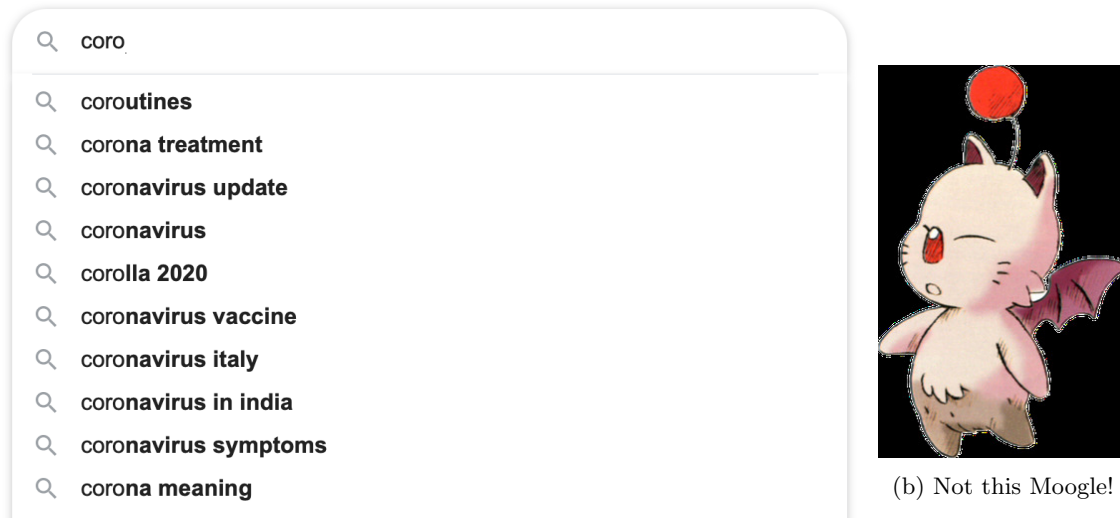 coro
coroutines
corona treatment
coronavirus update
coronavirus
corolla 2020
coronavirus vaccine
coronavirus italy
coronavirus in india
coronavirus symptoms
corona meaning
(b) Not this Moogle!